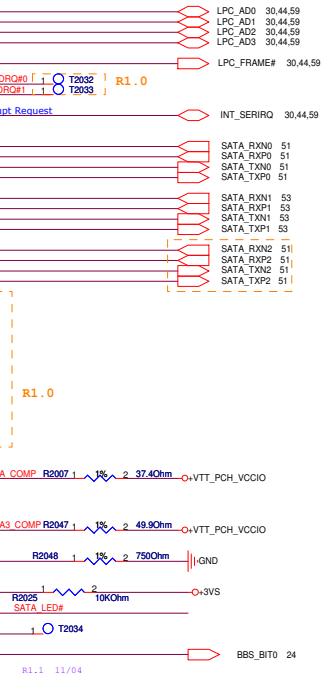 LPC_AD0 30,44,59
LPC_AD1 30,44,59
LPC_AD2 30,44,59
LPC_AD3 30,44,59
LPC_FRAME# 30,44,59
DRQ#0 1 T2032
DRQ#1 1 T2033
R1.0
upt Request
INT_SERIRQ 30,44,59
SATA_RXN0 51
SATA_RXP0 51
SATA_TXN0 51
SATA_TXP0 51
SATA_RXN1 53
SATA_RXP1 53
SATA_TXN1 53
SATA_TXP1 53
SATA_RXN2 51
SATA_RXP2 51
SATA_TXN2 51
SATA_TXP2 51
R1.0
A_COMP R2007 1 1% 2 37.4Ohm +VTT_PCH_VCCIO
A3_COMP R2047 1 1% 2 49.9Ohm +VTT_PCH_VCCIO
R2048 1 1% 2 750Ohm GND
R2025 1 2 10KOhm +3VS
SATA_LED#
1 T2034
BBS_BIT0 24
R1.1 11/04